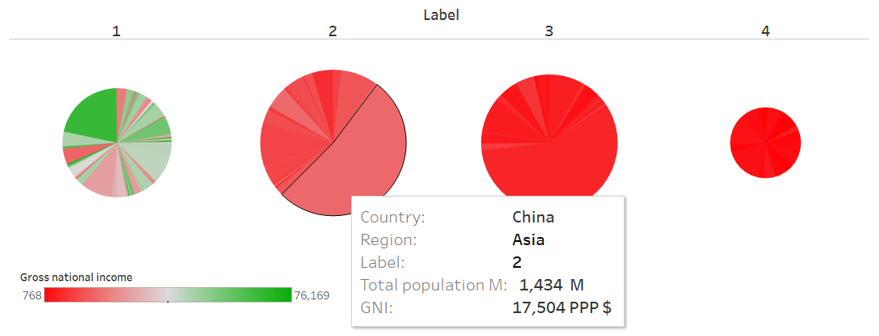 Label
1 2 3 4
Country: China
Region: Asia
Label: 2
Total population M: 1,434 M
GNI: 17,504 PPP $
Gross national income
768 76,169